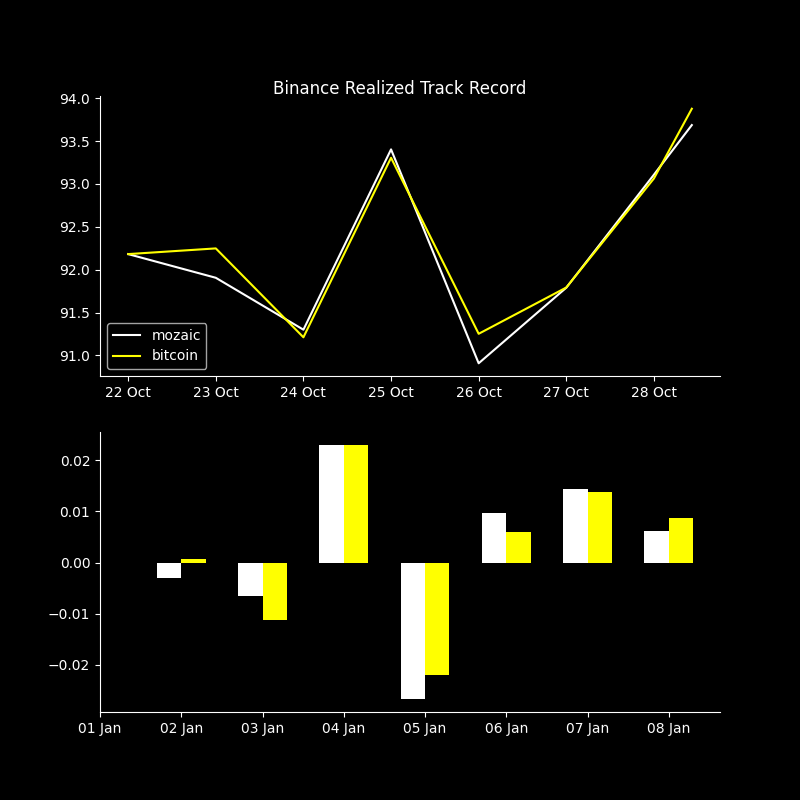 Binance Realized Track Record
94.0
93.5
93.0
92.5
92.0
91.5
91.0
mozaic
bitcoin
22 Oct 23 Oct 24 Oct 25 Oct 26 Oct 27 Oct 28 Oct
0.02
0.01
0.00
−0.01
−0.02
01 Jan 02 Jan 03 Jan 04 Jan 05 Jan 06 Jan 07 Jan 08 Jan